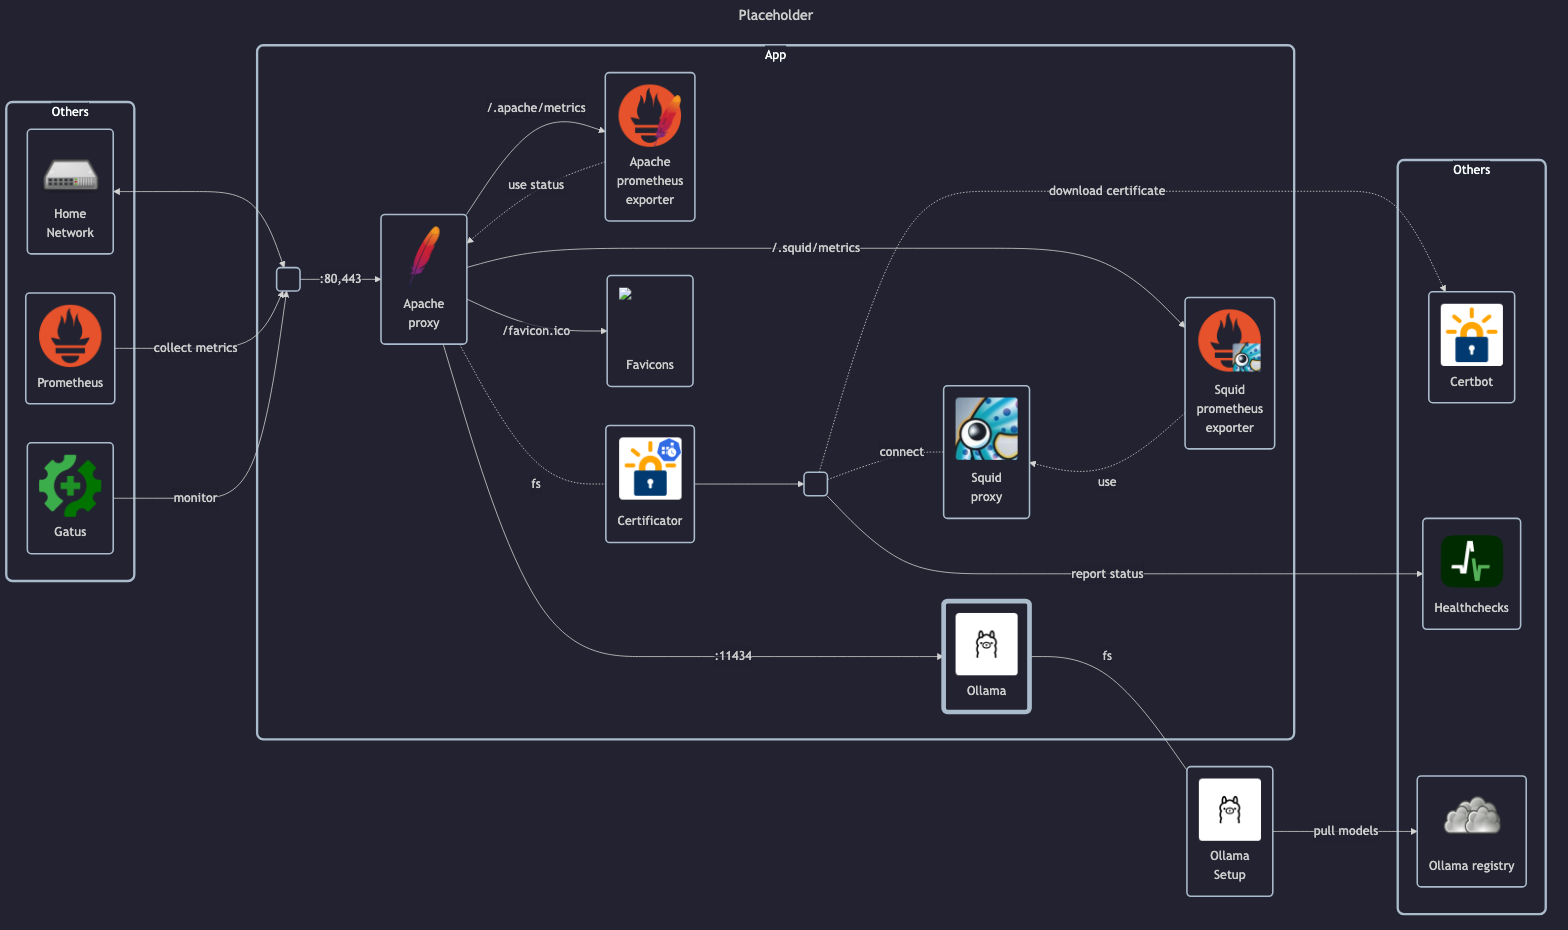 Placeholder
App
Others
Home
Network
Prometheus
Gatus
collect metrics
monitor
:80,443
Apache
proxy
/.apache/metrics
use status
Apache
prometheus
exporter
/.squid/metrics
/favicon.ico
Favicons
fs
Certificator
download certificate
connect
Squid
proxy
use
Squid
prometheus
exporter
report status
:11434
Ollama
fs
Ollama
Setup
pull models
Others
Certbot
Healthchecks
Ollama registry